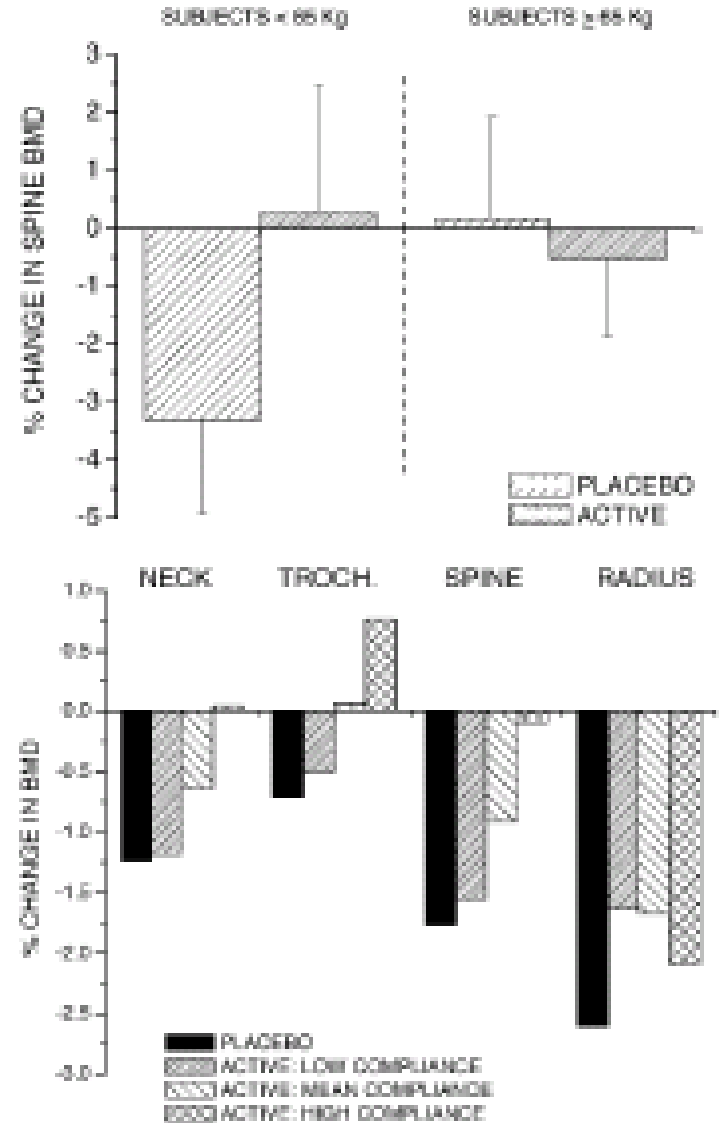 SUBJECTS < 65 Kg SUBJECTS ≥ 65 Kg
% CHANGE IN SPINE BMD
3
2
1
0
-1
-2
-3
-4
-5
PLACEBO
ACTIVE
NECK TROCH. SPINE RADIUS
% CHANGE IN BMD
1.0
0.5
0.0
-0.5
-1.0
-1.5
-2.0
-2.5
-3.0
PLACEBO
ACTIVE: LOW COMPLIANCE
ACTIVE: MEAN COMPLIANCE
ACTIVE: HIGH COMPLIANCE